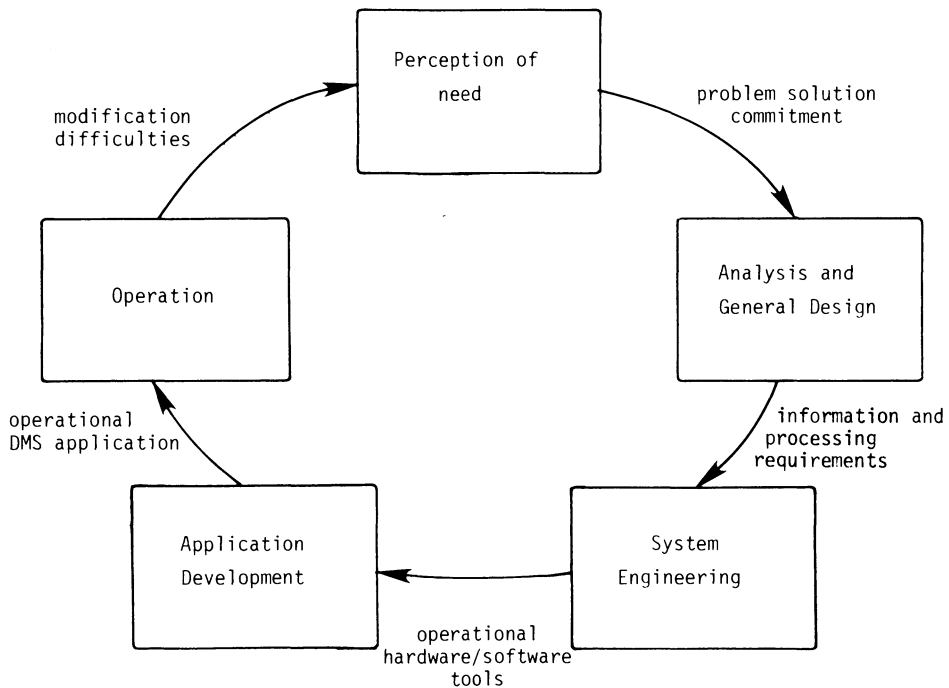 Perception of
need
problem solution
commitment
Analysis and
General Design
information and
processing
requirements
System
Engineering
operational
hardware/software
tools
Application
Development
operational
DMS application
Operation
modification
difficulties